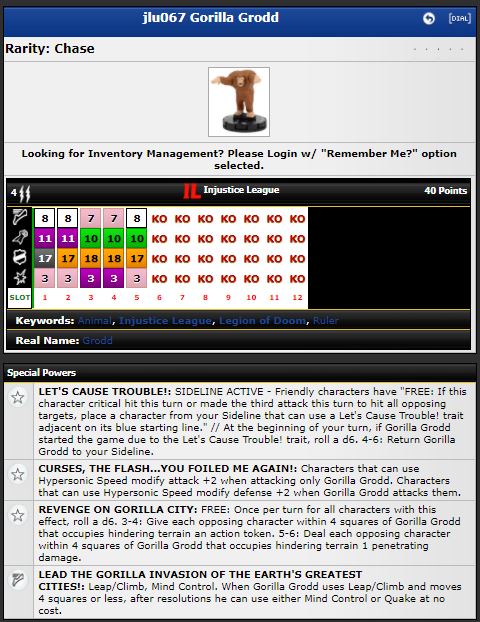 jlu067 Gorilla Grodd
[DIAL]
Rarity: Chase
· · · · ·
Looking for Inventory Management? Please Login w/ "Remember Me?" option
selected.
4 IL Injustice League 40 Points
8 8 7 7 8 KO KO KO KO KO KO KO
11 11 10 10 10 KO KO KO KO KO KO KO
17 17 18 18 17 KO KO KO KO KO KO KO
3 3 3 3 3 KO KO KO KO KO KO KO
SLOT 1 2 3 4 5 6 7 8 9 10 11 12
Keywords: Animal, Injustice League, Legion of Doom, Ruler
Real Name: Grodd
Special Powers
LET'S CAUSE TROUBLE!: SIDELINE ACTIVE - Friendly characters have "FREE: If this
character critical hit this turn or made the third attack this turn to hit all opposing
targets, place a character from your Sideline that can use a Let's Cause Trouble! trait
adjacent on its blue starting line." // At the beginning of your turn, if Gorilla Grodd
started the game due to the Let's Cause Trouble! trait, roll a d6. 4-6: Return Gorilla
Grodd to your Sideline.
CURSES, THE FLASH...YOU FOILED ME AGAIN!: Characters that can use
Hypersonic Speed modify attack +2 when attacking only Gorilla Grodd. Characters
that can use Hypersonic Speed modify defense +2 when Gorilla Grodd attacks them.
REVENGE ON GORILLA CITY: FREE: Once per turn for all characters with this
effect, roll a d6. 3-4: Give each opposing character within 4 squares of Gorilla Grodd
that occupies hindering terrain an action token. 5-6: Deal each opposing character
within 4 squares of Gorilla Grodd that occupies hindering terrain 1 penetrating
damage.
LEAD THE GORILLA INVASION OF THE EARTH'S GREATEST
CITIES!: Leap/Climb, Mind Control. When Gorilla Grodd uses Leap/Climb and moves
4 squares or less, after resolutions he can use either Mind Control or Quake at no
cost.